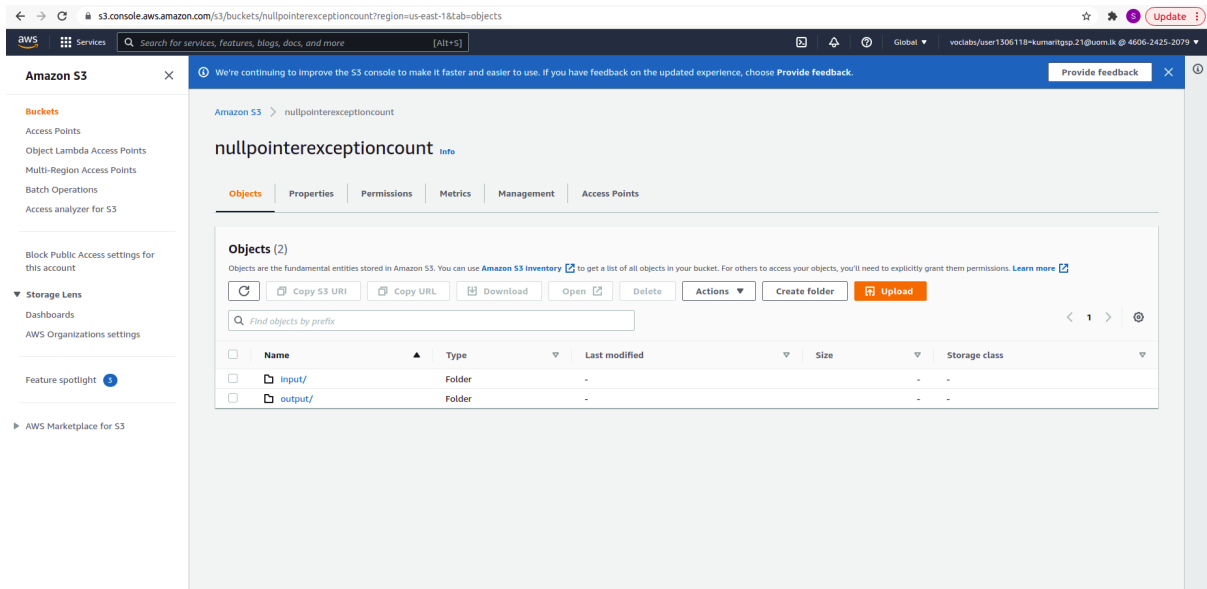 s3.console.aws.amazon.com/s3/buckets/nullpointerexceptioncount?region=us-east-1&tab=objects
S
Update
aws
Services
Search for services, features, blogs, docs, and more
[Alt+S]
Global ▼
voclabs/user1306118=kumaritgsp.21@uom.lk @ 4606-2425-2079 ▼
Amazon S3
Buckets
Access Points
Object Lambda Access Points
Multi-Region Access Points
Batch Operations
Access analyzer for S3
Block Public Access settings for
this account
Storage Lens
Dashboards
AWS Organizations settings
Feature spotlight 3
AWS Marketplace for S3
We're continuing to improve the S3 console to make it faster and easier to use. If you have feedback on the updated experience, choose Provide feedback.
Provide feedback
Amazon S3 > nullpointerexceptioncount
nullpointerexceptioncount Info
Objects Properties Permissions Metrics Management Access Points
Objects (2)
Objects are the fundamental entities stored in Amazon S3. You can use Amazon S3 inventory to get a list of all objects in your bucket. For others to access your objects, you'll need to explicitly grant them permissions. Learn more
Copy S3 URI Copy URL Download Open Delete Actions ▼ Create folder Upload
Find objects by prefix
< 1 >
Name Type Last modified Size Storage class
input/ Folder - - -
output/ Folder - - -